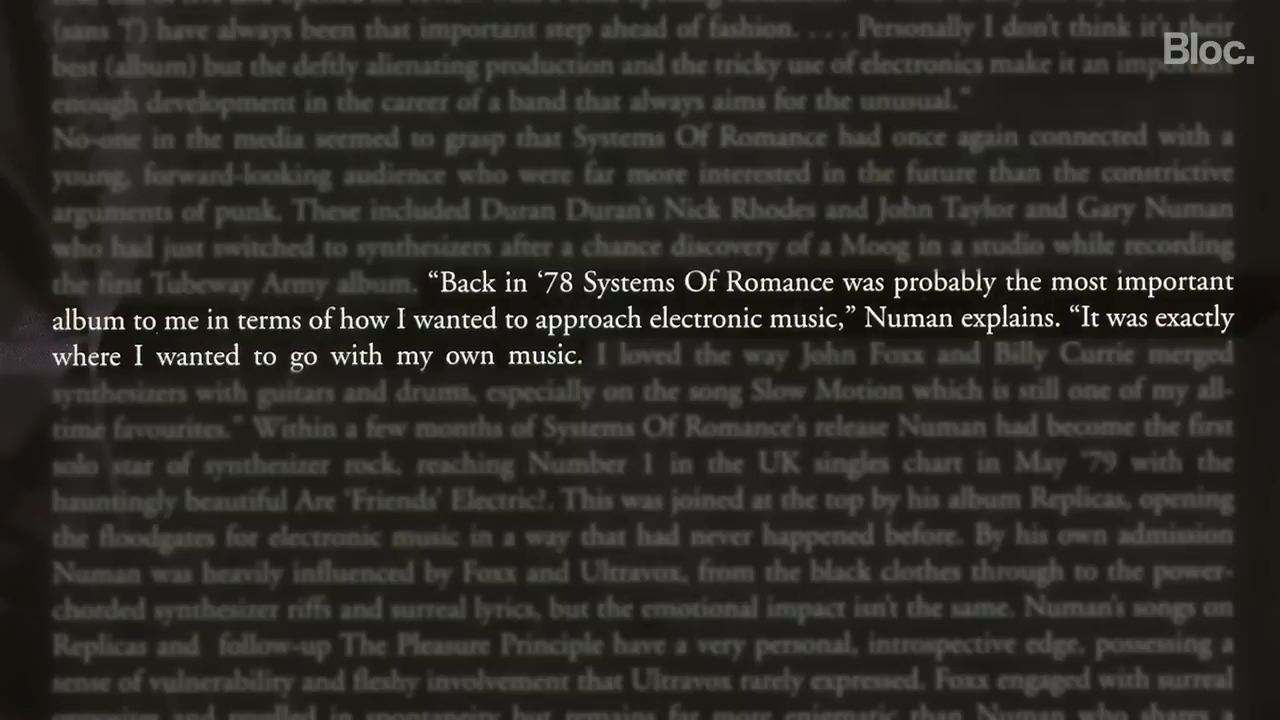 (sans '!') have always been that important step ahead of fashion. . . . Personally I don't think it's their
Bloc.
best (album) but the deftly alienating production and the tricky use of electronics make it an important
enough development in the career of a band that always aims for the unusual."
No-one in the media seemed to grasp that Systems Of Romance had once again connected with a
young, forward-looking audience who were far more interested in the future than the constrictive
arguments of punk. These included Duran Duran's Nick Rhodes and John Taylor and Gary Numan
who had just switched to synthesizers after a chance discovery of a Moog in a studio while recording
the first Tubeway Army album. “Back in ‘78 Systems Of Romance was probably the most important
album to me in terms of how I wanted to approach electronic music,” Numan explains. “It was exactly
where I wanted to go with my own music. I loved the way John Foxx and Billy Currie merged
synthesizers with guitars and drums, especially on the song Slow Motion which is still one of my all-
time favourites.” Within a few months of Systems Of Romance's release Numan had become the first
solo star of synthesizer rock, reaching Number 1 in the UK singles chart in May '79 with the
hauntingly beautiful Are 'Friends' Electric?. This was joined at the top by his album Replicas, opening
the floodgates for electronic music in a way that had never happened before. By his own admission
Numan was heavily influenced by Foxx and Ultravox, from the black clothes through to the power-
chorded synthesizer riffs and surreal lyrics, but the emotional impact isn't the same. Numan's songs on
Replicas and follow-up The Pleasure Principle have a very personal, introspective edge, possessing a
sense of vulnerability and fleshy involvement that Ultravox rarely expressed. Foxx engaged with surreal